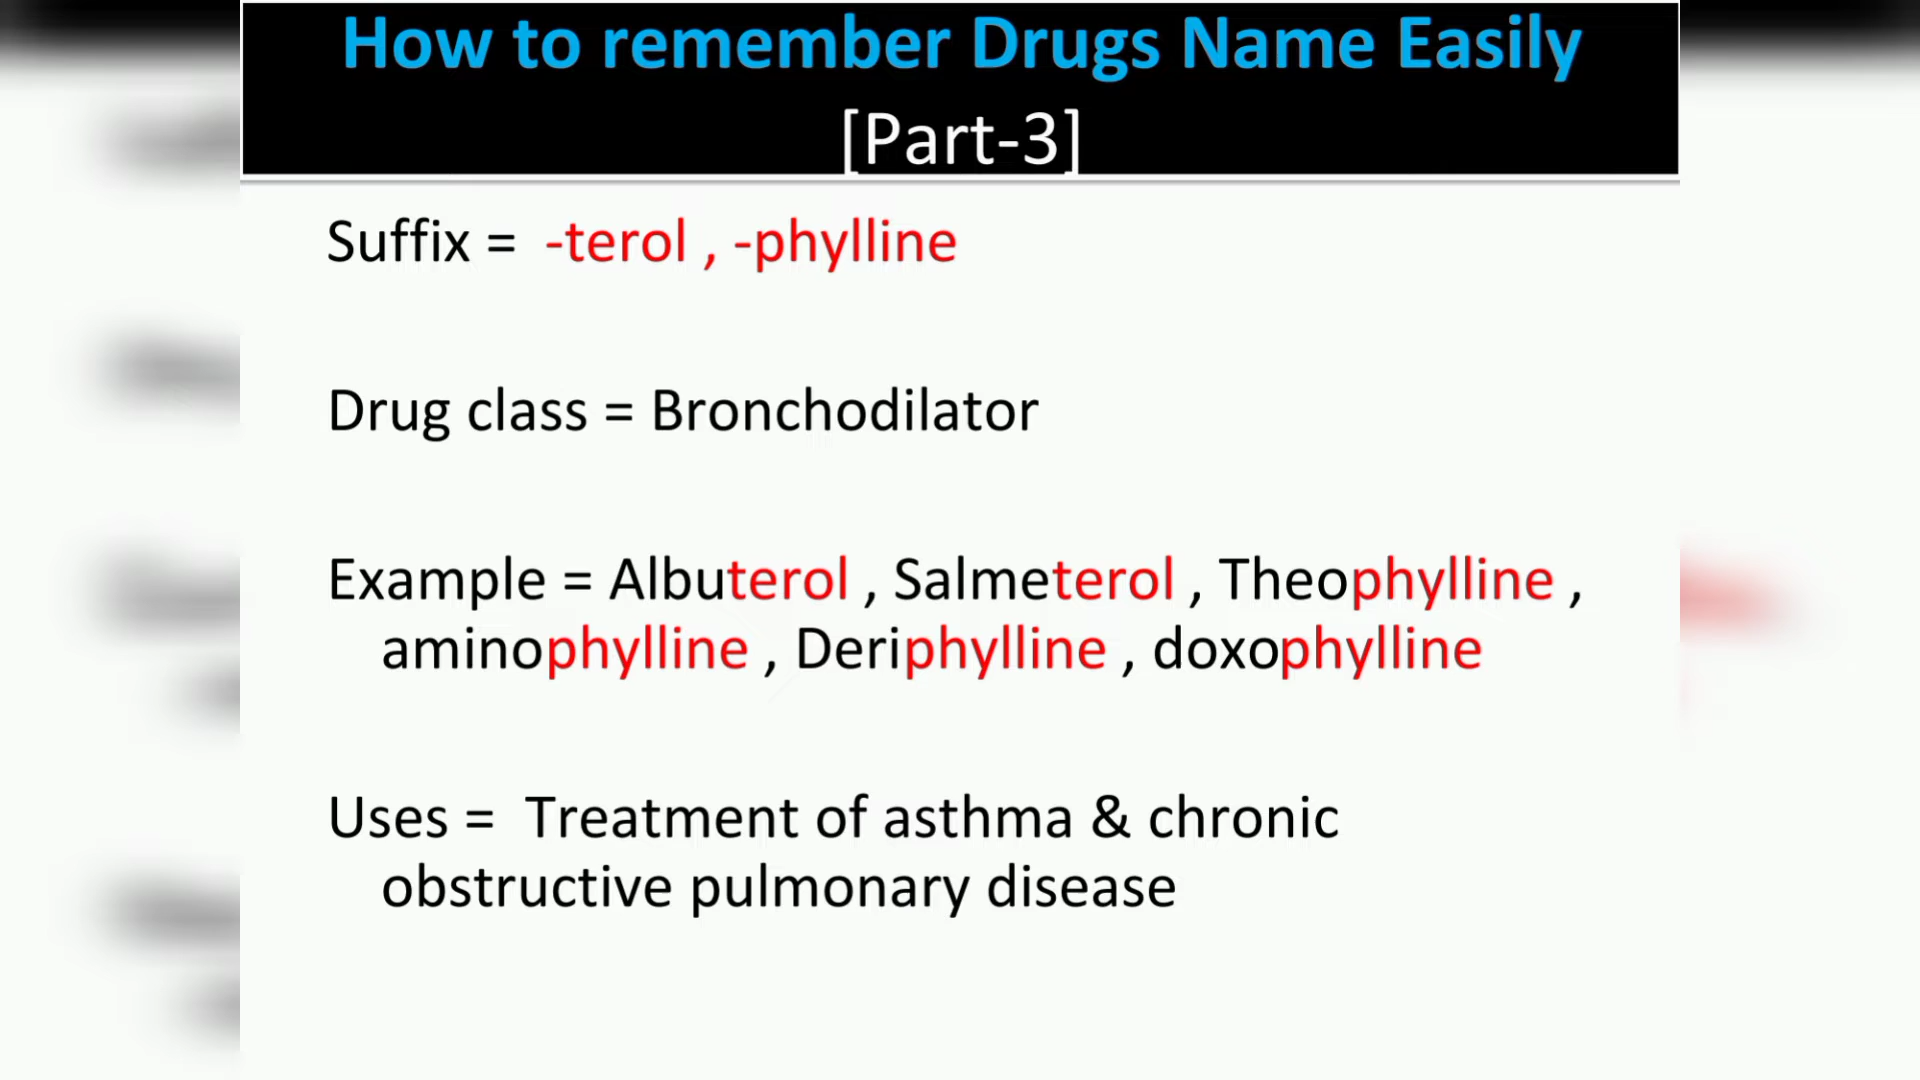 How to remember Drugs Name Easily
[Part-3]
Suffix = -terol , -phylline
Drug class = Bronchodilator
Example = Albuterol , Salmeterol , Theophylline ,
aminophylline , Deriphylline , doxophylline
Uses = Treatment of asthma & chronic
obstructive pulmonary disease